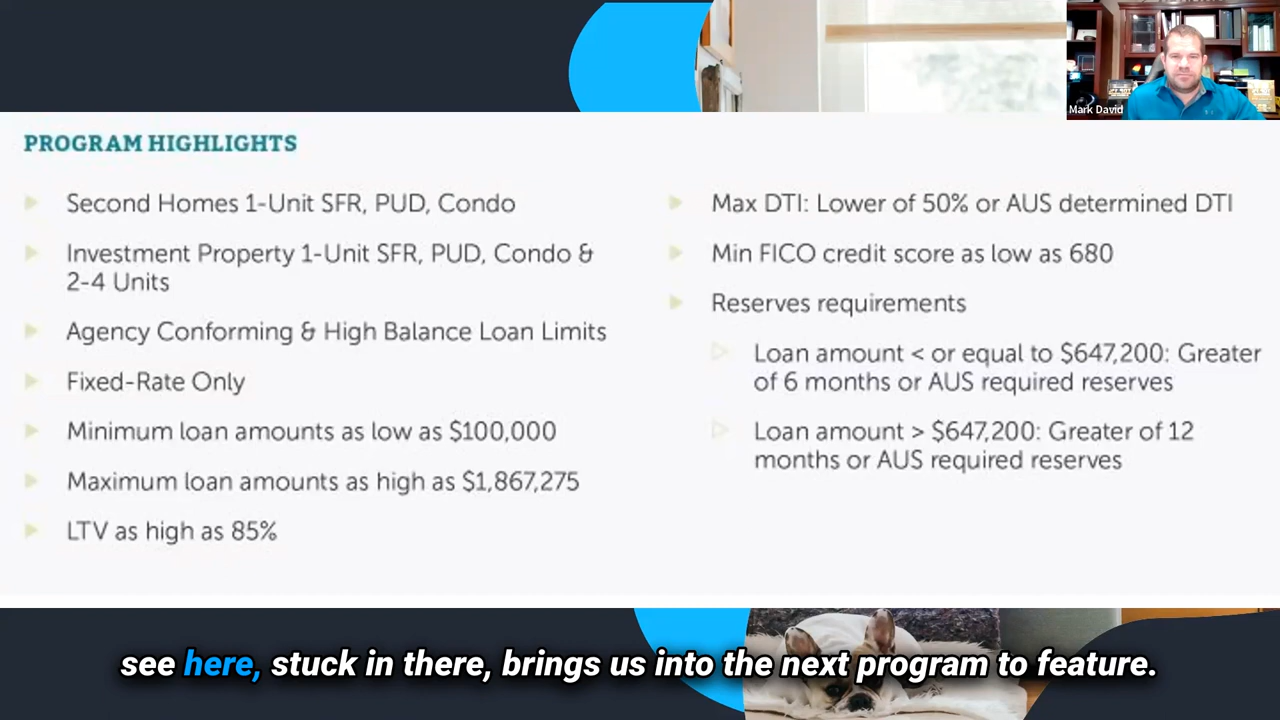 Mark David
PROGRAM HIGHLIGHTS
Second Homes 1-Unit SFR, PUD, Condo
Investment Property 1-Unit SFR, PUD, Condo &
2-4 Units
Agency Conforming & High Balance Loan Limits
Fixed-Rate Only
Minimum loan amounts as low as $100,000
Maximum loan amounts as high as $1,867,275
LTV as high as 85%
Max DTI: Lower of 50% or AUS determined DTI
Min FICO credit score as low as 680
Reserves requirements
Loan amount < or equal to $647,200: Greater
of 6 months or AUS required reserves
Loan amount > $647,200: Greater of 12
months or AUS required reserves
see here, stuck in there, brings us into the next program to feature.